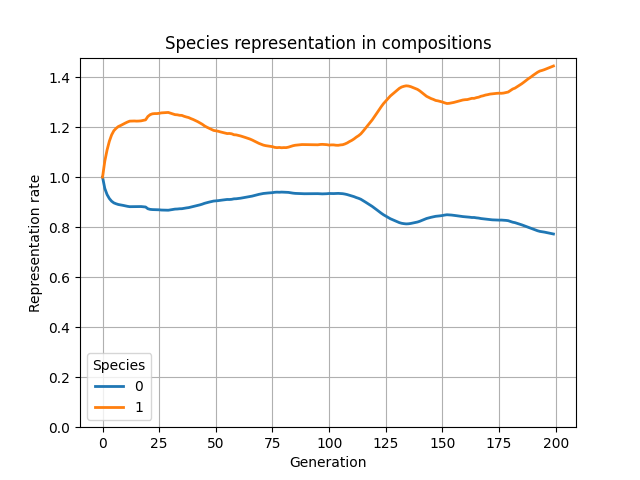 Species representation in compositions
Representation rate
1.4
1.2
1.0
0.8
0.6
0.4
0.2
0.0
Species
0
1
0 25 50 75 100 125 150 175 200
Generation